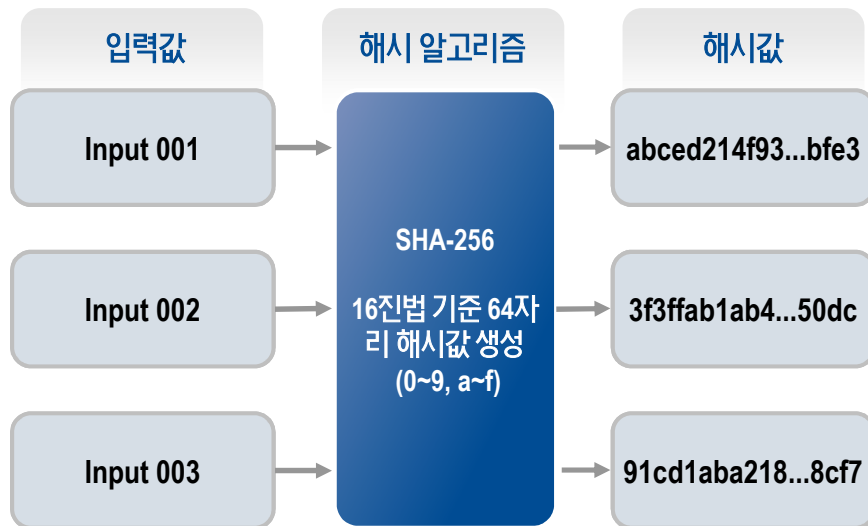 입력값
해시 알고리즘
해시값
Input 001
abced214f93...bfe3
SHA-256
16진법 기준 64자
리 해시값 생성
(0~9, a~f)
Input 002
3f3ffab1ab4...50dc
Input 003
91cd1aba218...8cf7